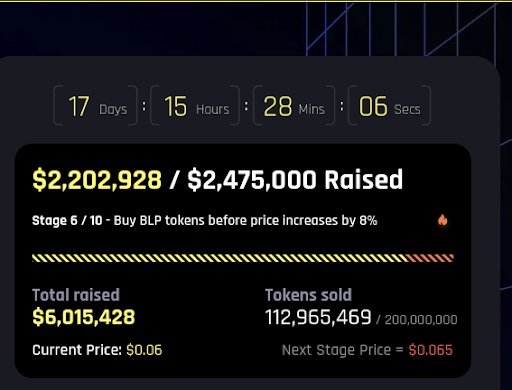 17 Days : 15 Hours : 28 Mins : 06 Secs
$2,202,928 / $2,475,000 Raised
Stage 6 / 10 - Buy BLP tokens before price increases by 8%
Total raised Tokens sold
$6,015,428 112,965,469 / 200,000,000
Current Price: $0.06 Next Stage Price = $0.065